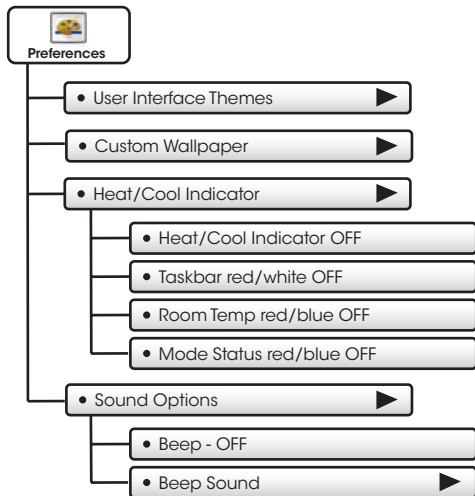 Preferences
• User Interface Themes
• Custom Wallpaper
• Heat/Cool Indicator
• Heat/Cool Indicator OFF
• Taskbar red/white OFF
• Room Temp red/blue OFF
• Mode Status red/blue OFF
• Sound Options
• Beep - OFF
• Beep Sound